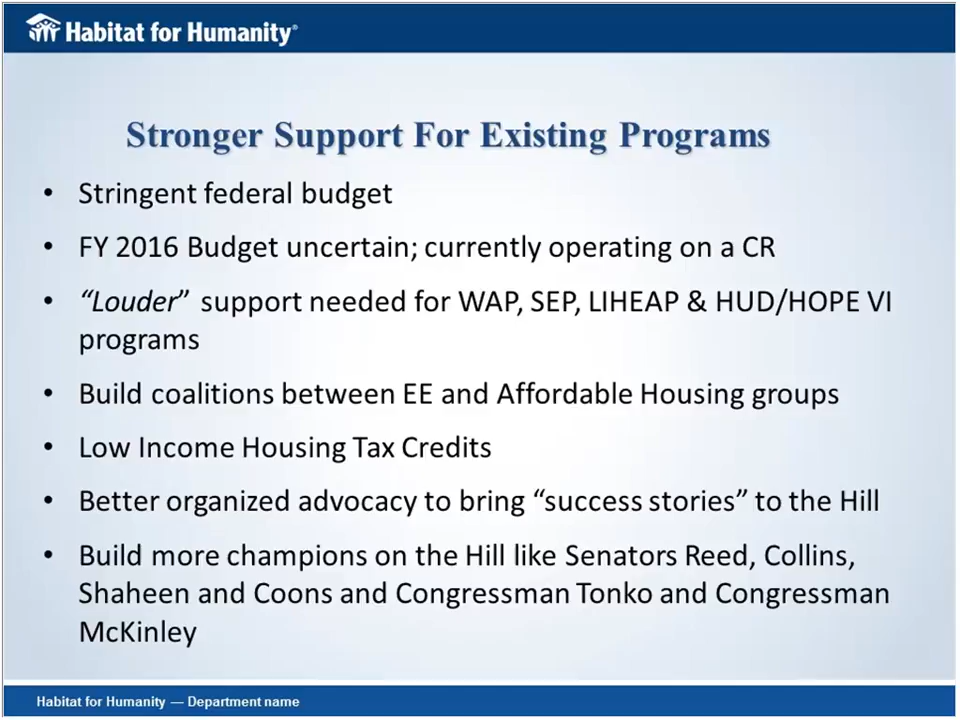 Habitat for Humanity®
Stronger Support For Existing Programs
• Stringent federal budget
• FY 2016 Budget uncertain; currently operating on a CR
• “Louder” support needed for WAP, SEP, LIHEAP & HUD/HOPE VI
programs
• Build coalitions between EE and Affordable Housing groups
• Low Income Housing Tax Credits
• Better organized advocacy to bring “success stories” to the Hill
• Build more champions on the Hill like Senators Reed, Collins,
Shaheen and Coons and Congressman Tonko and Congressman
McKinley
Habitat for Humanity — Department name